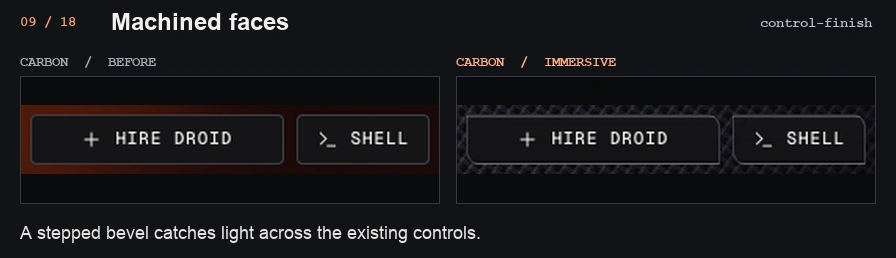 09 / 18 Machined faces control-finish
CARBON / BEFORE
+ HIRE DROID >_ SHELL
CARBON / IMMERSIVE
+ HIRE DROID >_ SHELL
A stepped bevel catches light across the existing controls.